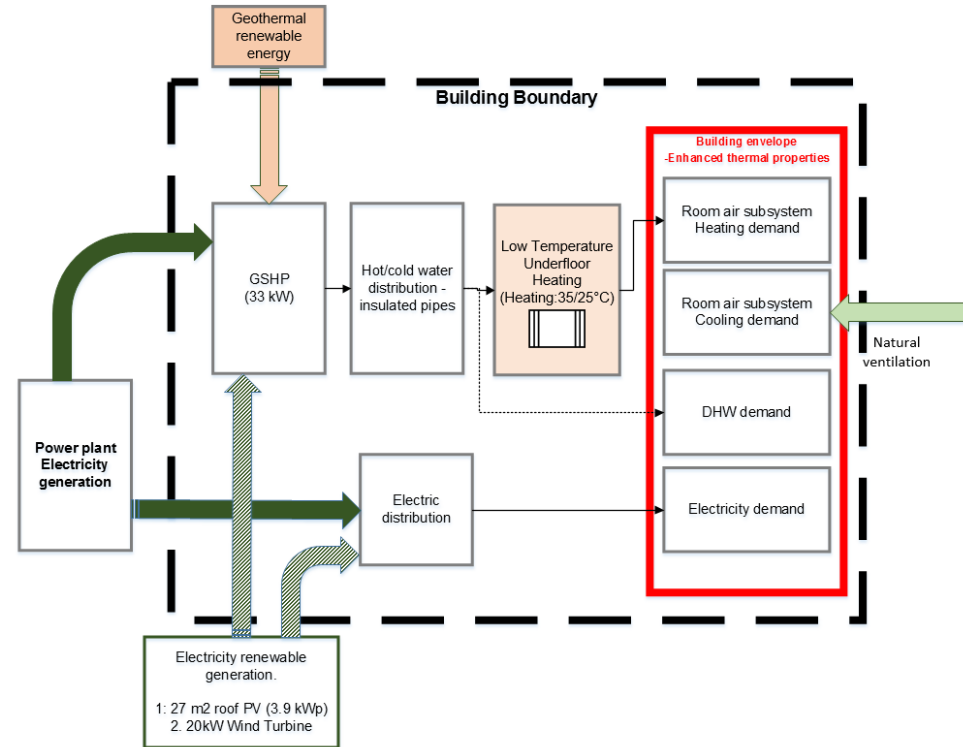 Geothermal
renewable
energy
Building Boundary
Building envelope
-Enhanced thermal properties
Room air subsystem
Heating demand
GSHP
(33 kW)
Hot/cold water
distribution -
insulated pipes
Low Temperature
Underfloor
Heating
(Heating:35/25°C)
Room air subsystem
Cooling demand
Natural
ventilation
DHW demand
Power plant
Electricity
generation
Electric
distribution
Electricity demand
Electricity renewable
generation.
1: 27 m2 roof PV (3.9 kWp)
2. 20kW Wind Turbine